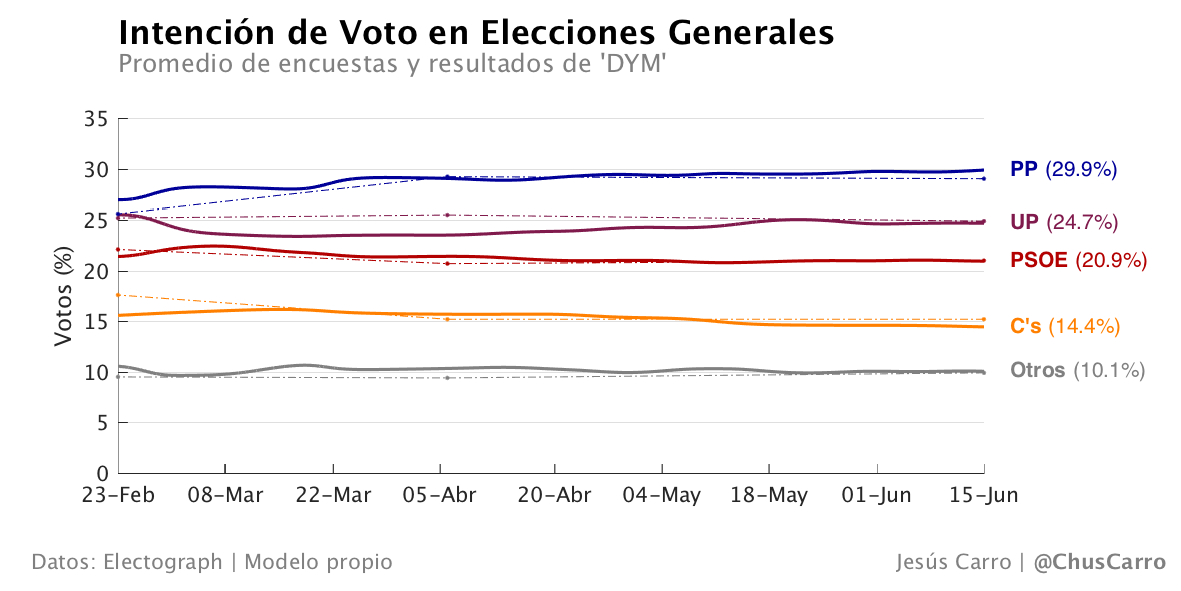 Intención de Voto en Elecciones Generales
Promedio de encuestas y resultados de 'DYM'
Votos (%)
35
30
25
20
15
10
5
0
23-Feb 08-Mar 22-Mar 05-Abr 20-Abr 04-May 18-May 01-Jun 15-Jun
PP (29.9%)
UP (24.7%)
PSOE (20.9%)
C's (14.4%)
Otros (10.1%)
Datos: Electograph | Modelo propio
Jesús Carro | @ChusCarro